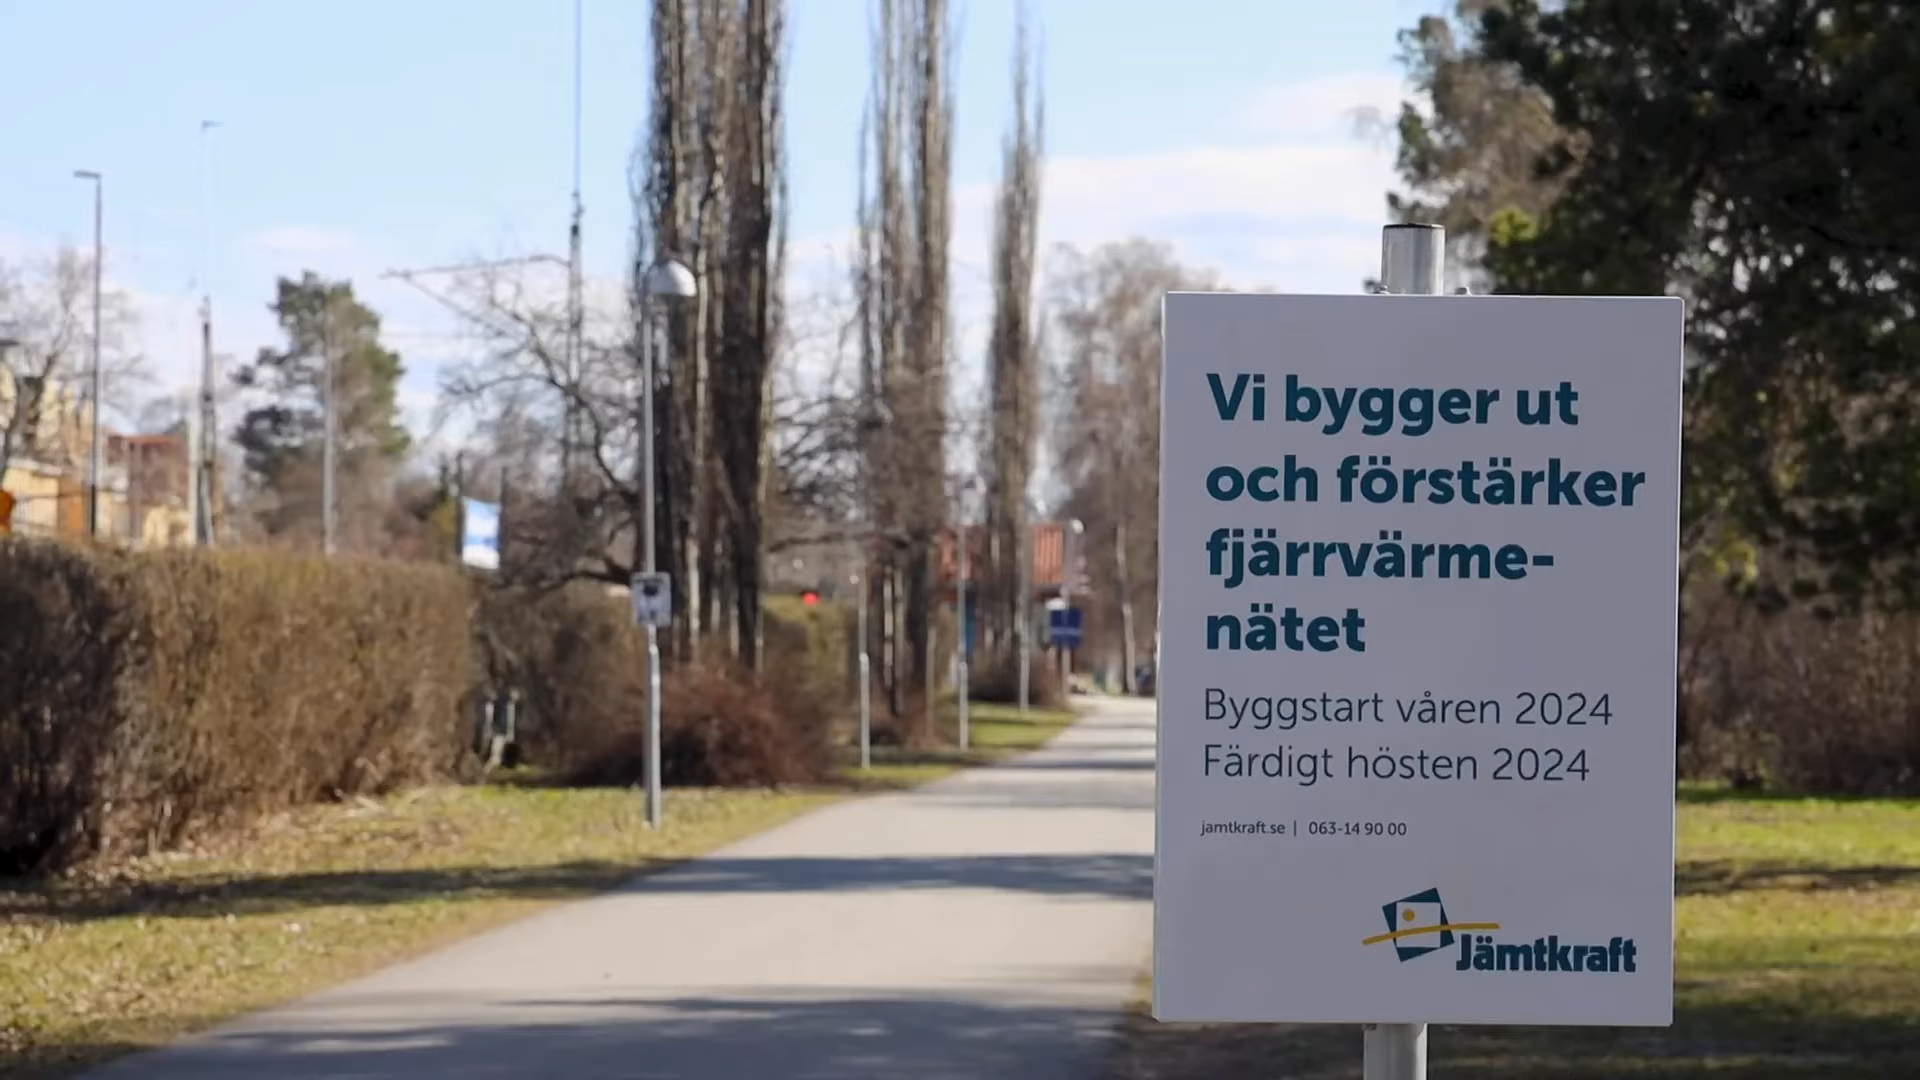 Vi bygger ut
och förstärker
fjärrvärme-
nätet
Byggstart våren 2024
Färdigt hösten 2024
jamtkraft.se | 063-14 90 00
Jämtkraft